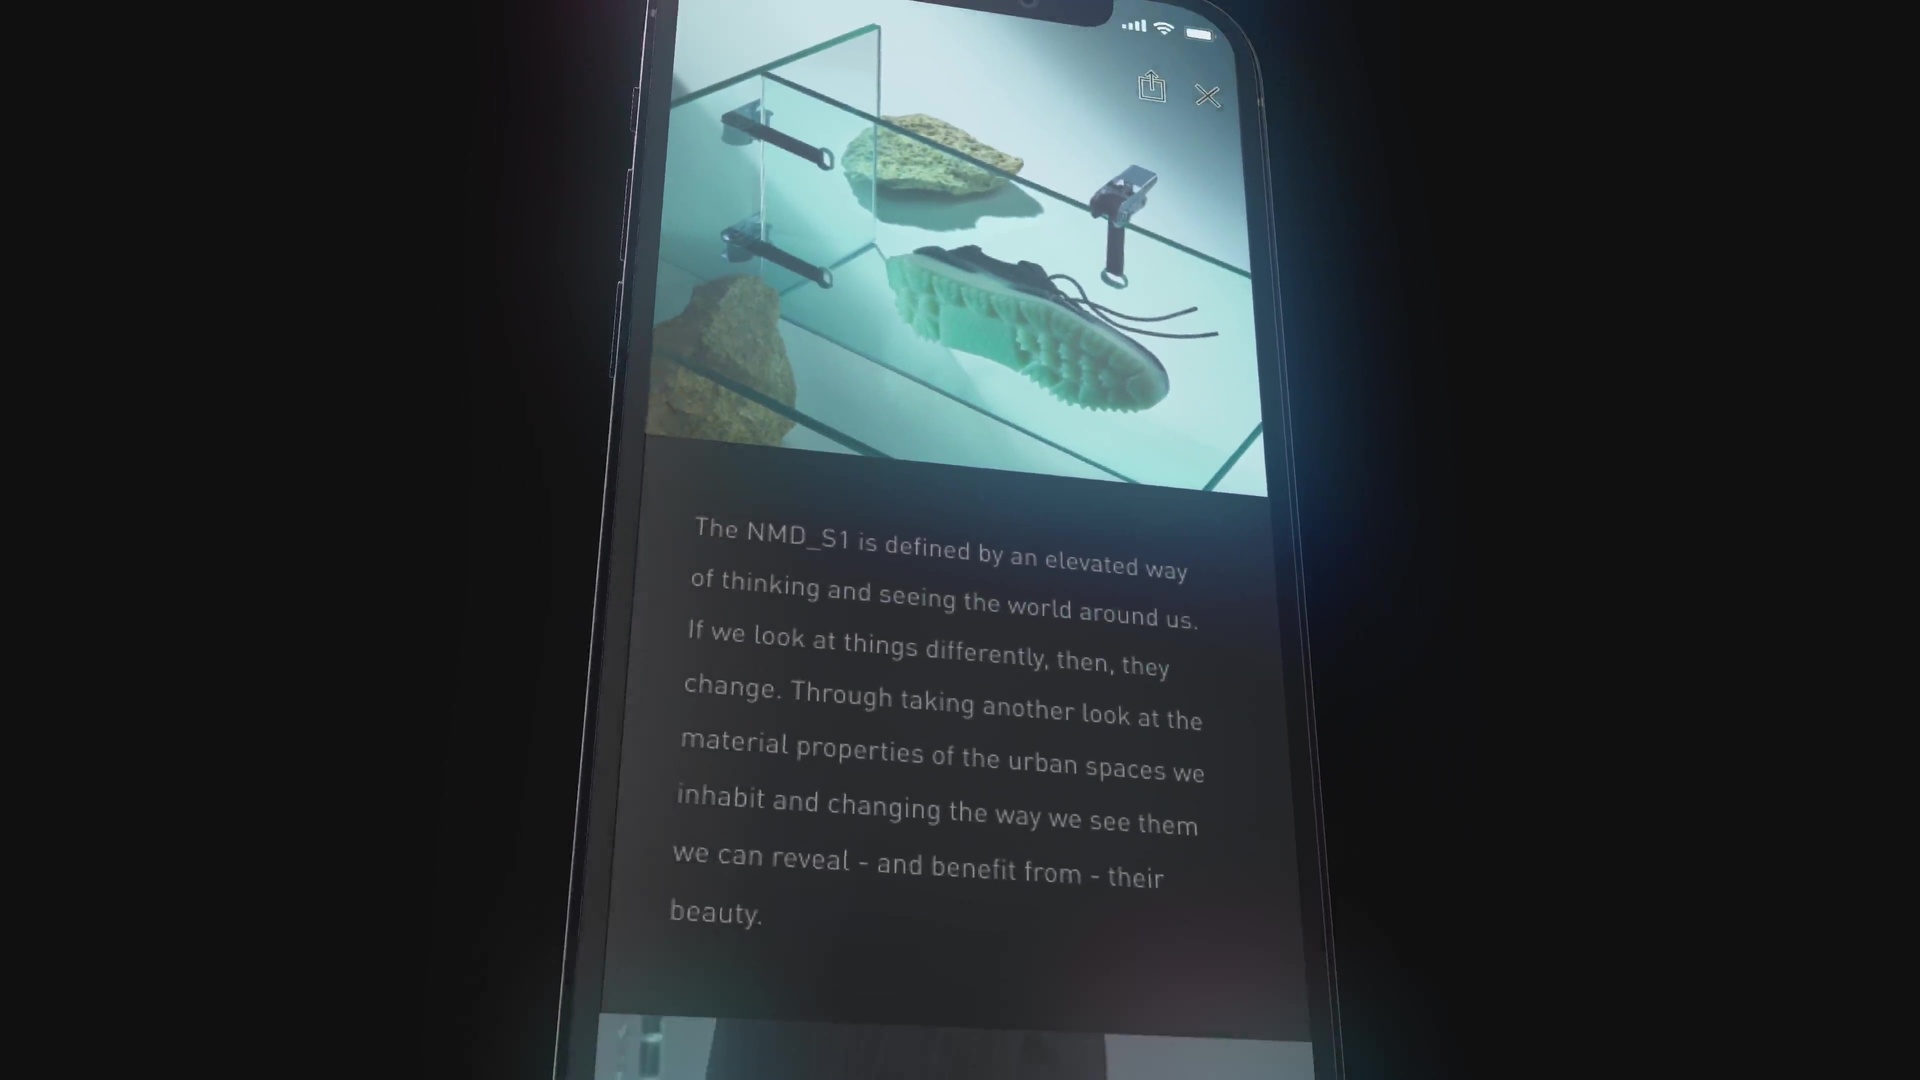 The NMD_S1 is defined by an elevated way
of thinking and seeing the world around us.
If we look at things differently, then, they
change. Through taking another look at the
material properties of the urban spaces we
inhabit and changing the way we see them
we can reveal - and benefit from - their
beauty.